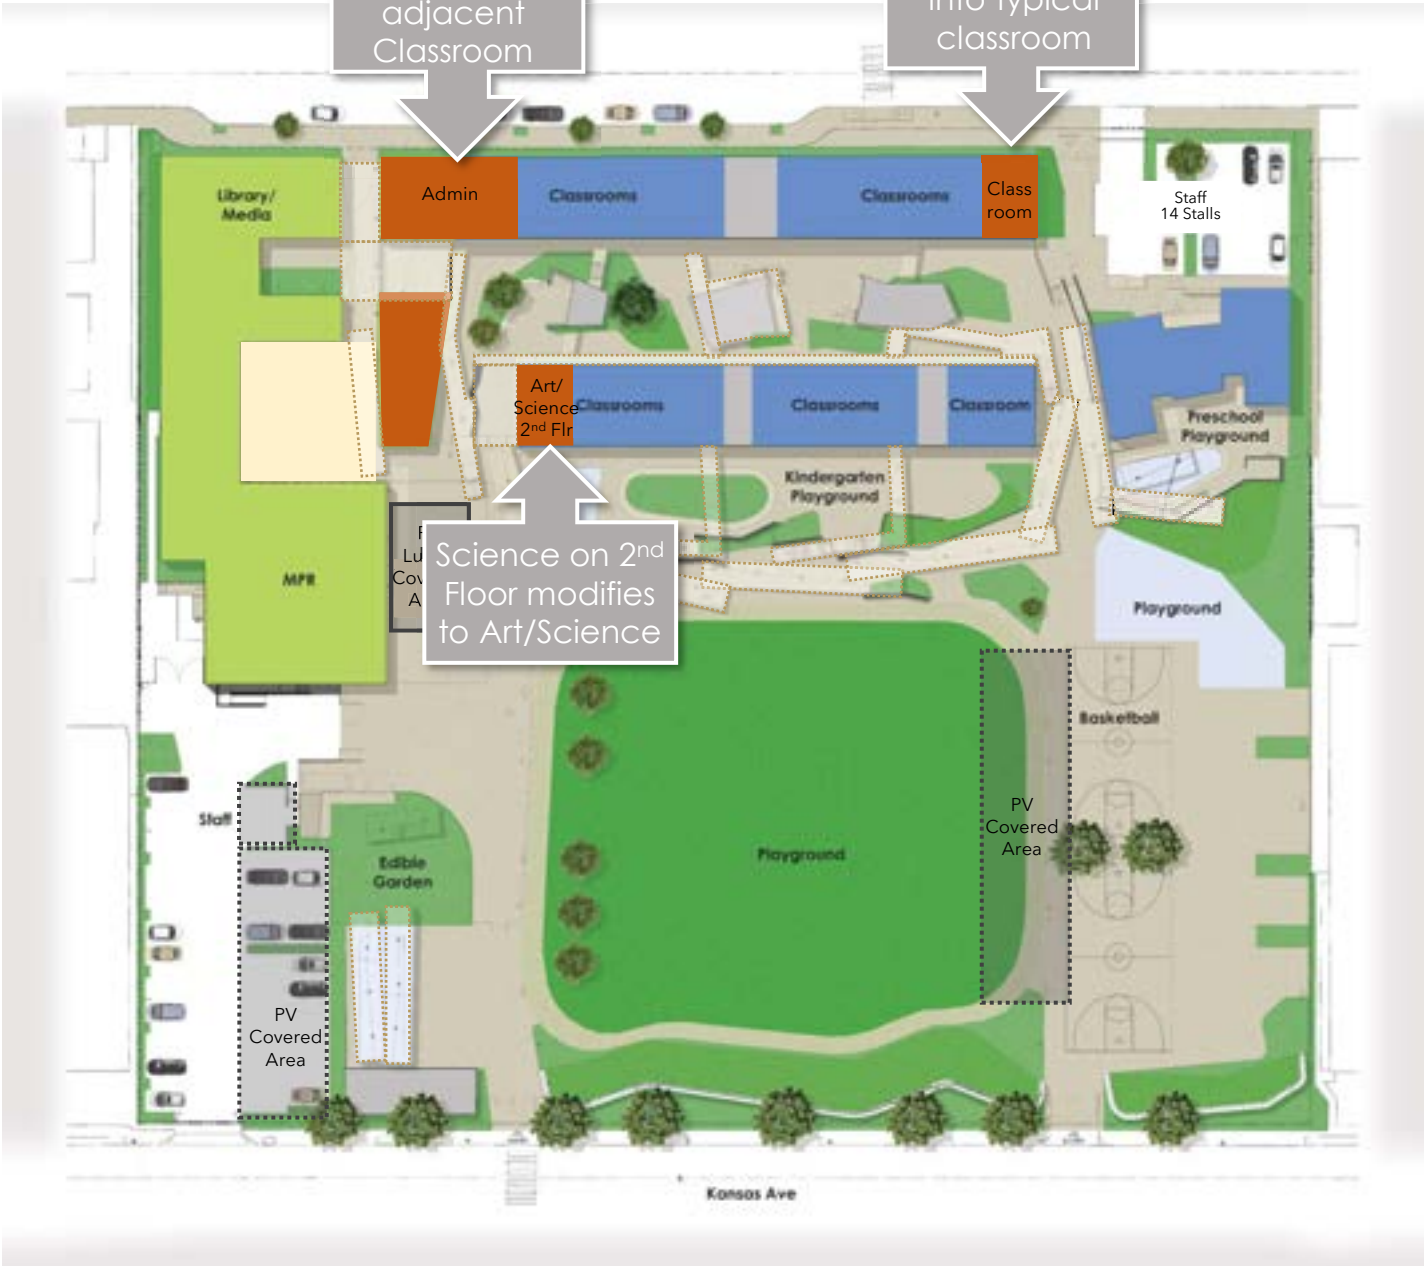 adjacent
Classroom
into Typical
classroom
Library/
Media
Admin
Classrooms
Classrooms
Class
room
Staff
14 Stalls
Art/
Science
2nd Flr
Classrooms
Classrooms
Classroom
Preschool
Playground
Kindergarten
Playground
Science on 2nd
Floor modifies
to Art/Science
MPR
Playground
Basketball
Staff
PV
Covered
Area
Edible
Garden
Playground
PV
Covered
Area
Kansas Ave